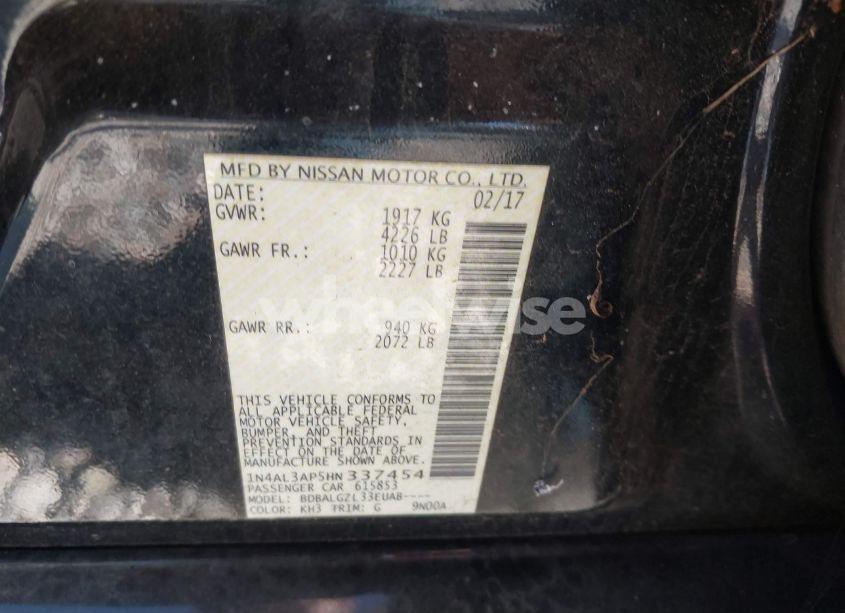 MFD BY NISSAN MOTOR CO., LTD.
DATE: 02/17
GVWR: 1917 KG
4226 LB
GAWR FR.: 1010 KG
2227 LB
wheelwise
GAWR RR.: 940 KG
2072 LB
THIS VEHICLE CONFORMS TO
ALL APPLICABLE FEDERAL
MOTOR VEHICLE SAFETY,
BUMPER, AND THEFT
PREVENTION STANDARDS IN
EFFECT ON THE DATE OF
MANUFACTURE SHOWN ABOVE.
1N4AL3AP5HN337454
PASSENGER CAR 615853
MODEL: BDBALGZL33EUAB----
COLOR: KH3 TRIM: G 9N00A